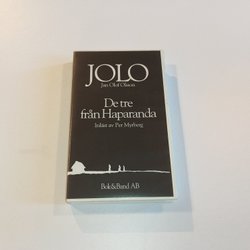 JOLO
Jan Olof Olsson
De tre
från Haparanda
Inläst av Per Myrberg
Bok&Band AB